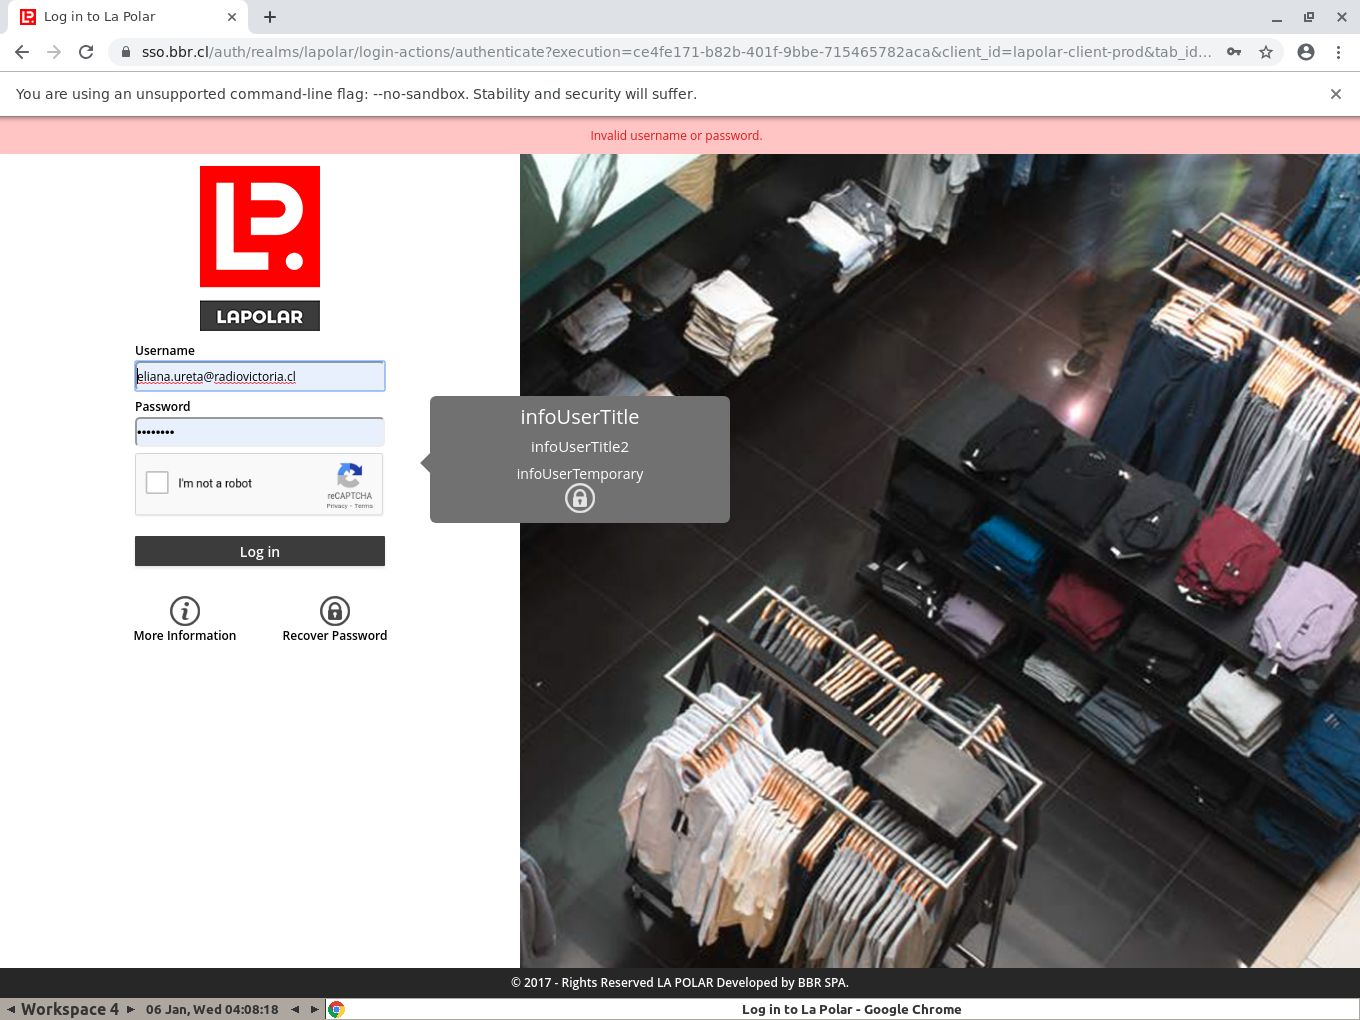 Log in to La Polar
sso.bbr.cl/auth/realms/lapolar/login-actions/authenticate?execution=ce4fe171-b82b-401f-9bbe-715465782aca&client_id=lapolar-client-prod&tab_id...
You are using an unsupported command-line flag: --no-sandbox. Stability and security will suffer.
Invalid username or password.
LP.
LAPOLAR
Username
eliana.ureta@radiovictoria.cl
Password
••••••••
I'm not a robot
reCAPTCHA
Privacy - Terms
infoUserTitle
infoUserTitle2
infoUserTemporary
Log in
More Information
Recover Password
© 2017 - Rights Reserved LA POLAR Developed by BBR SPA.
Workspace 4
06 Jan, Wed 04:08:18
Log in to La Polar - Google Chrome